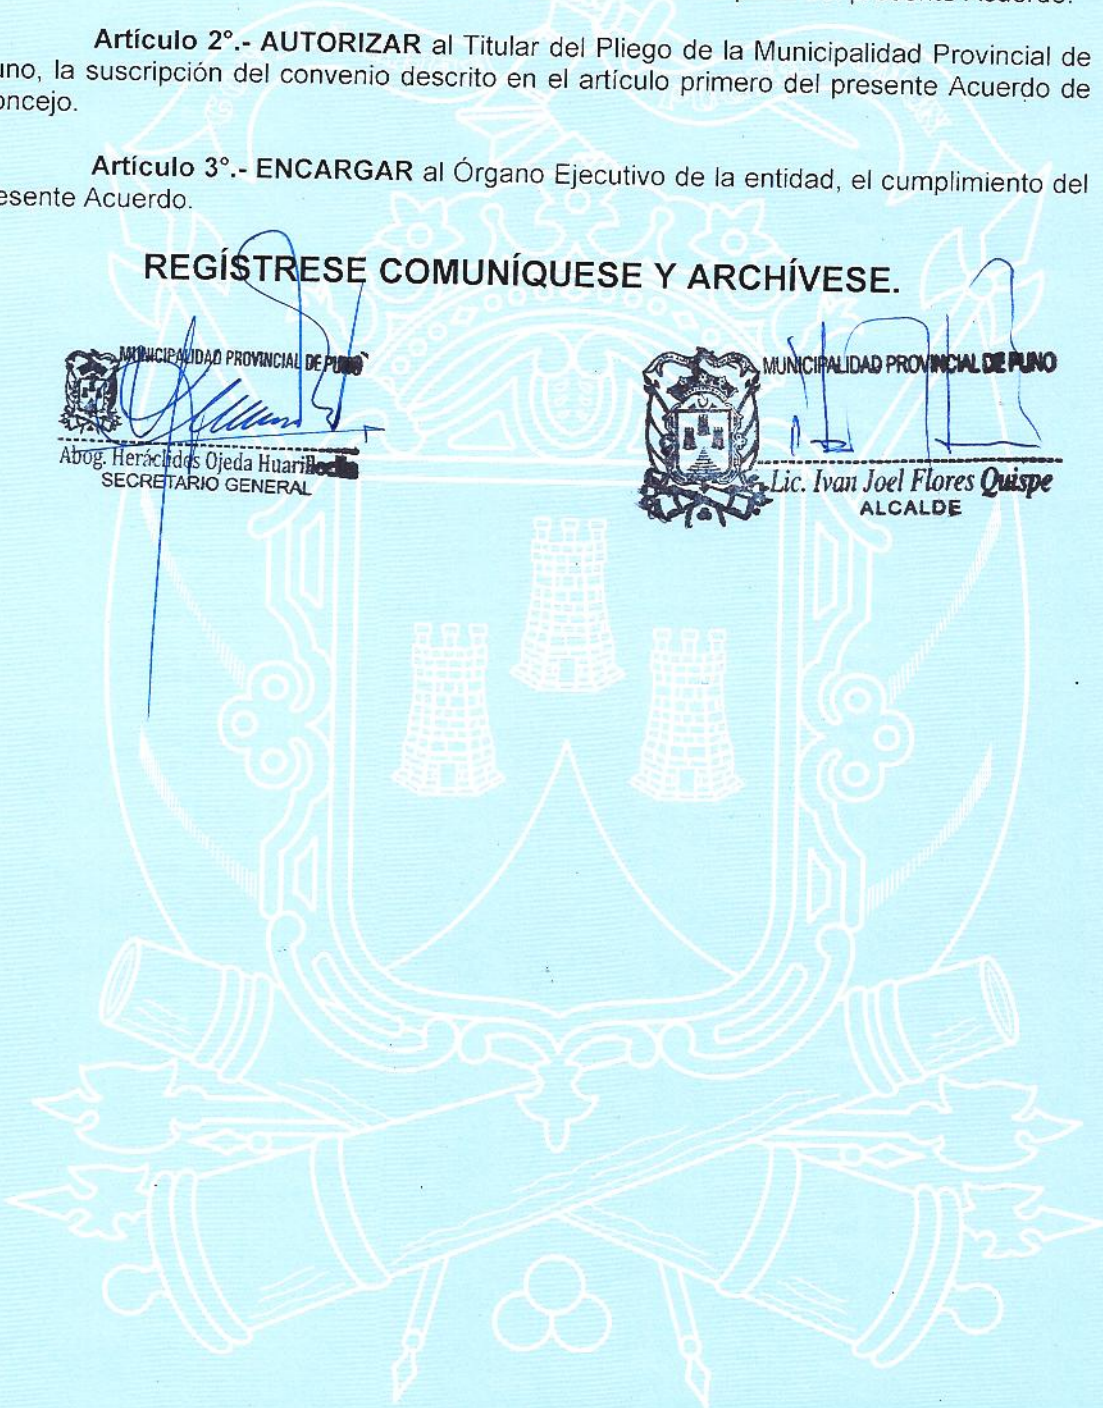 Acuerdo.
Artículo 2°.- AUTORIZAR al Titular del Pliego de la Municipalidad Provincial de
uno, la suscripción del convenio descrito en el artículo primero del presente Acuerdo de
oncejo.
Artículo 3°.- ENCARGAR al Órgano Ejecutivo de la entidad, el cumplimiento del
esente Acuerdo.
REGÍSTRESE COMUNÍQUESE Y ARCHÍVESE.
MUNICIPALIDAD PROVINCIAL DE PUNO
Abog. Heráclides Ojeda
SECRETARIO GENERAL
MUNICIPALIDAD PROVINCIAL DE PUNO
Lic. Ivan Joel Flores Quispe
ALCALDE